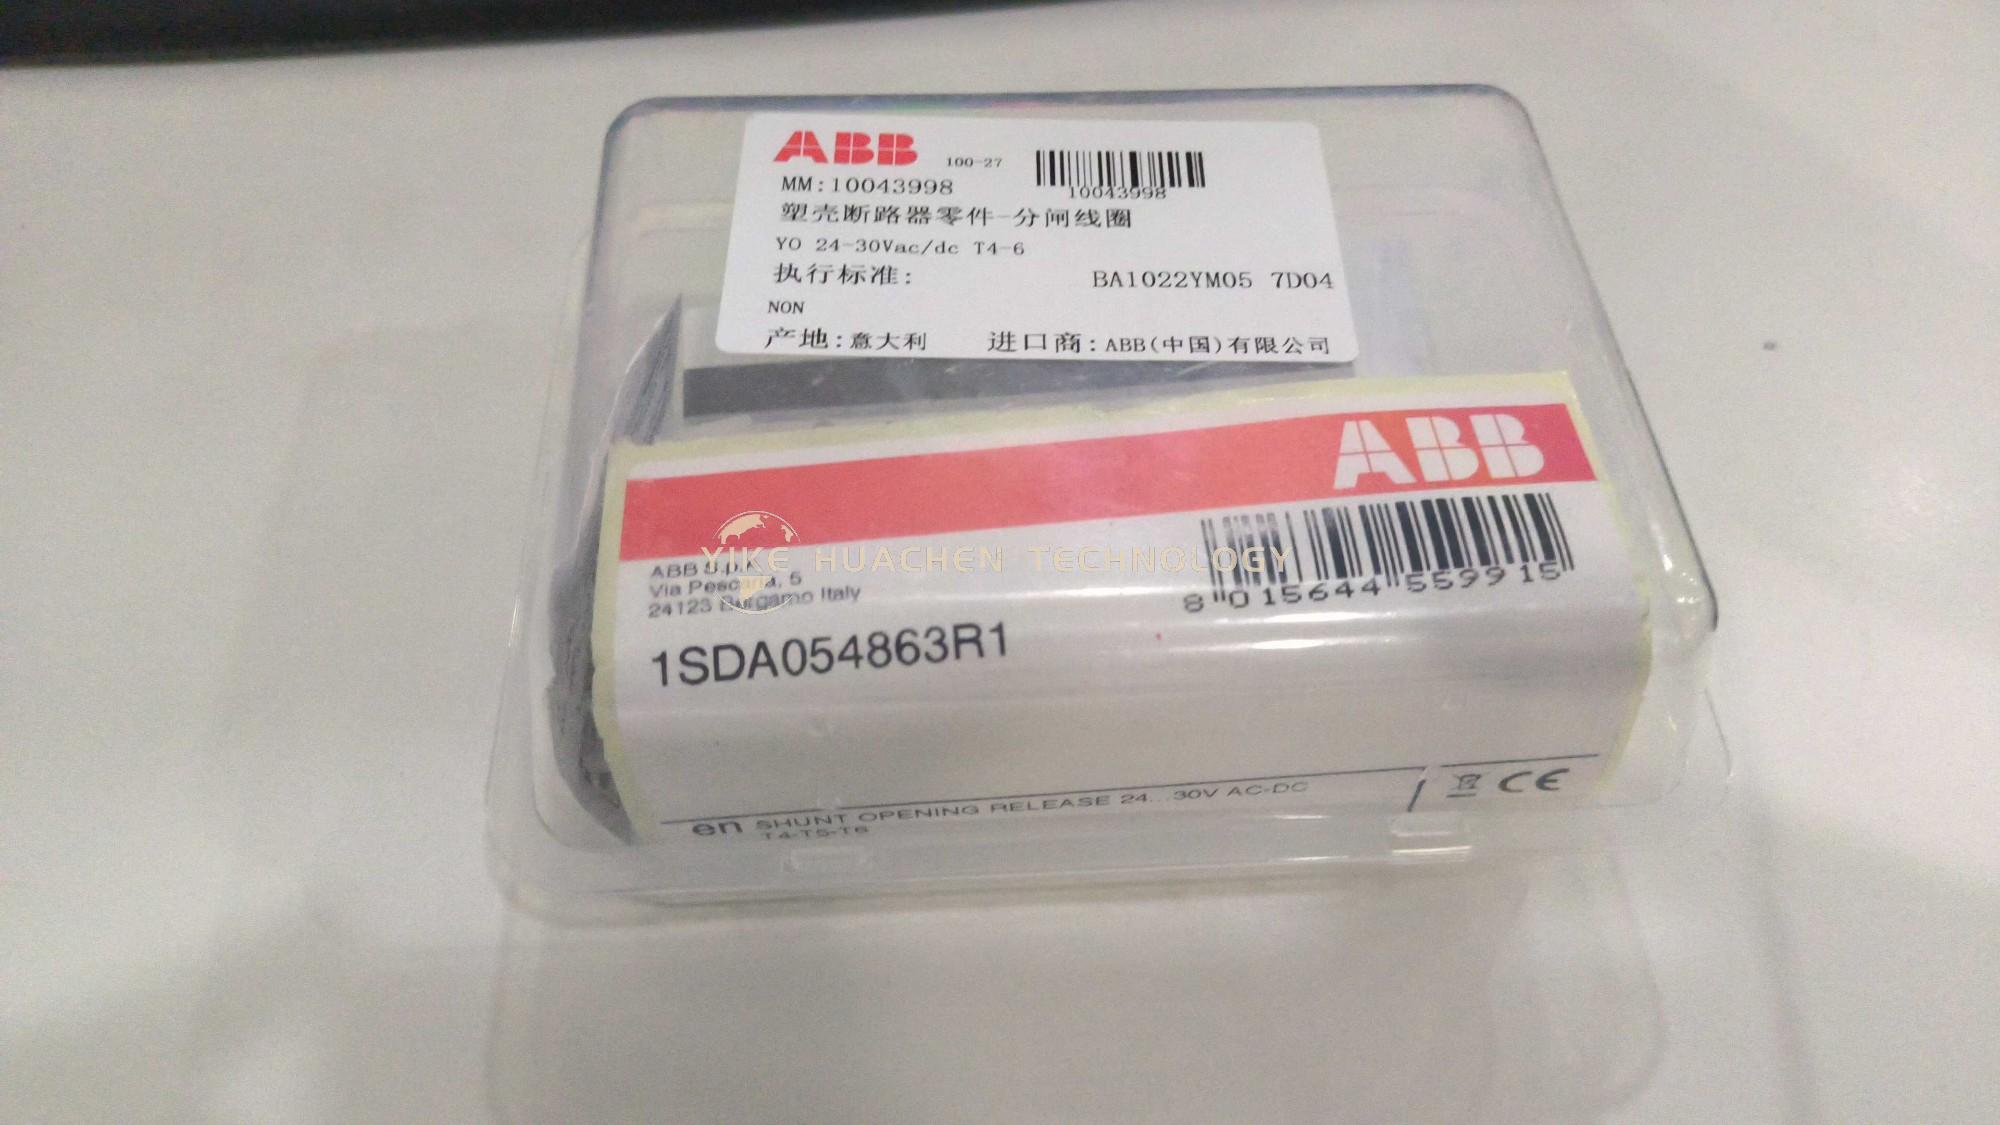 ABB 100-27
MM:10043998
10043998
塑壳断路器零件-分闸线圈
YO 24-30Vac/dc T4-6
执行标准: BA1022YM05 7D04
NON
产地:意大利 进口商:ABB(中国)有限公司
ABB
YIKE HUACHEN TECHNOLOGY
ABB S.p.A.
Via Pescaria, 5
24123 Bergamo Italy
8 015644 559915
1SDA054863R1
en SHUNT OPENING RELEASE 24...30V AC-DC
T4-T5-T6
CE